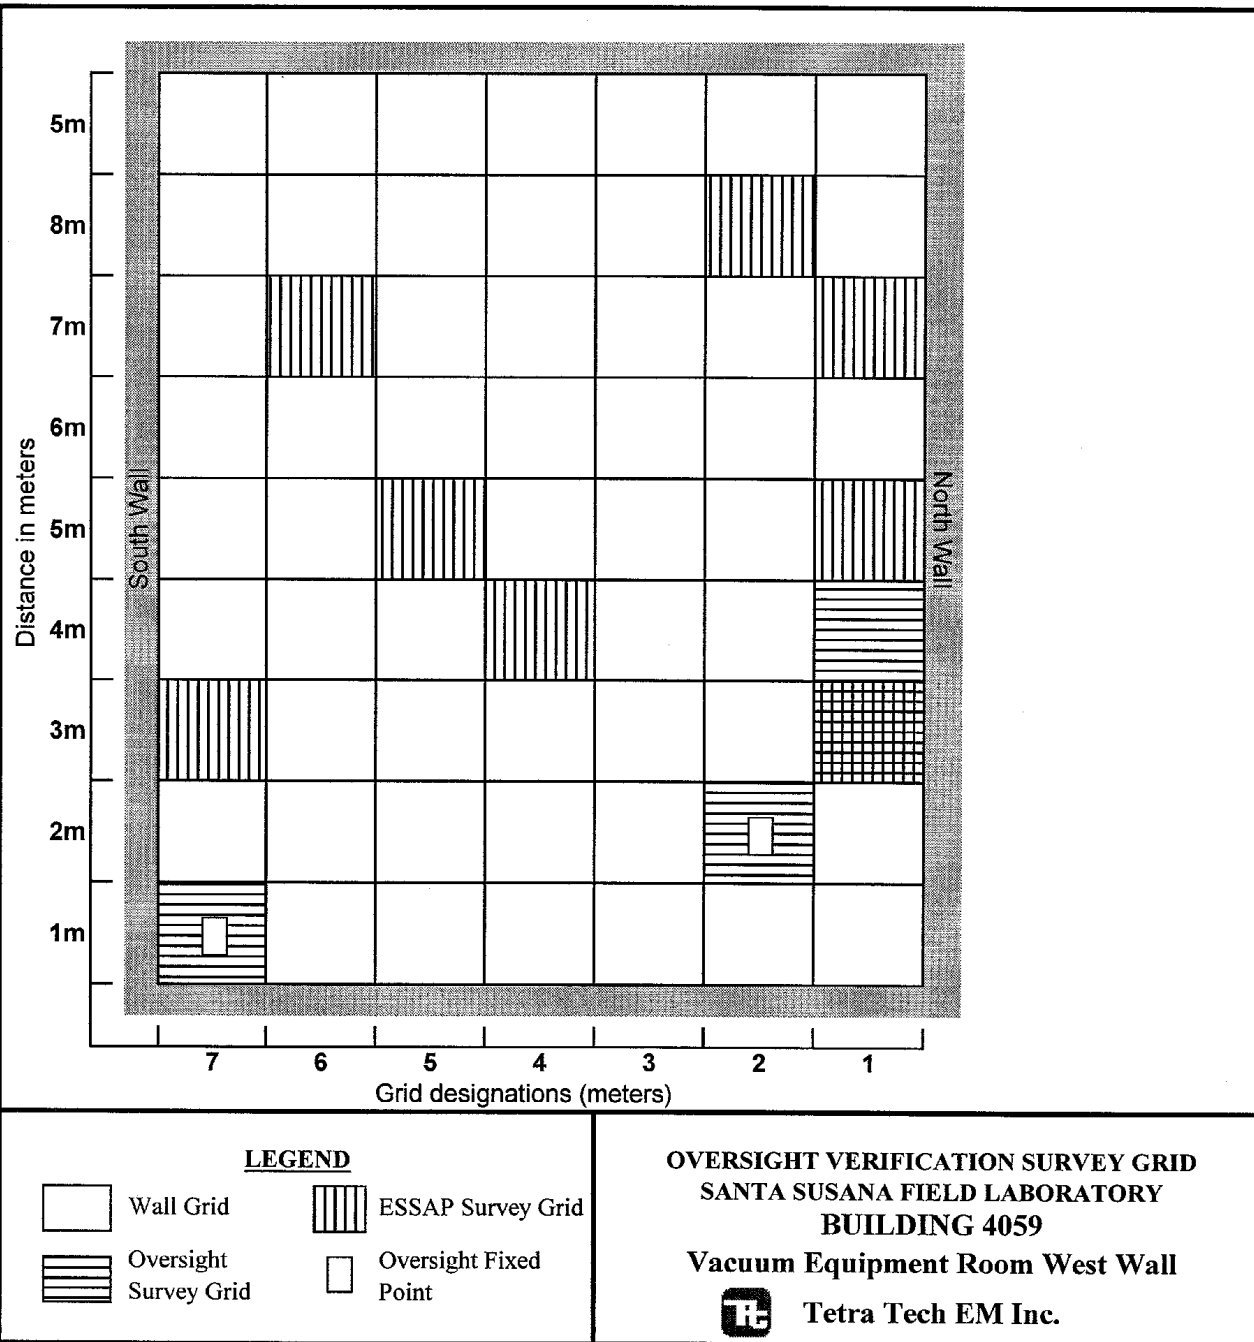 5m
8m
7m
6m
5m
4m
3m
2m
1m
Distance in meters
South Wall
North Wall
7 6 5 4 3 2 1
Grid designations (meters)
LEGEND
Wall Grid
ESSAP Survey Grid
Oversight
Survey Grid
Oversight Fixed
Point
OVERSIGHT VERIFICATION SURVEY GRID
SANTA SUSANA FIELD LABORATORY
BUILDING 4059
Vacuum Equipment Room West Wall
Tt
Tetra Tech EM Inc.